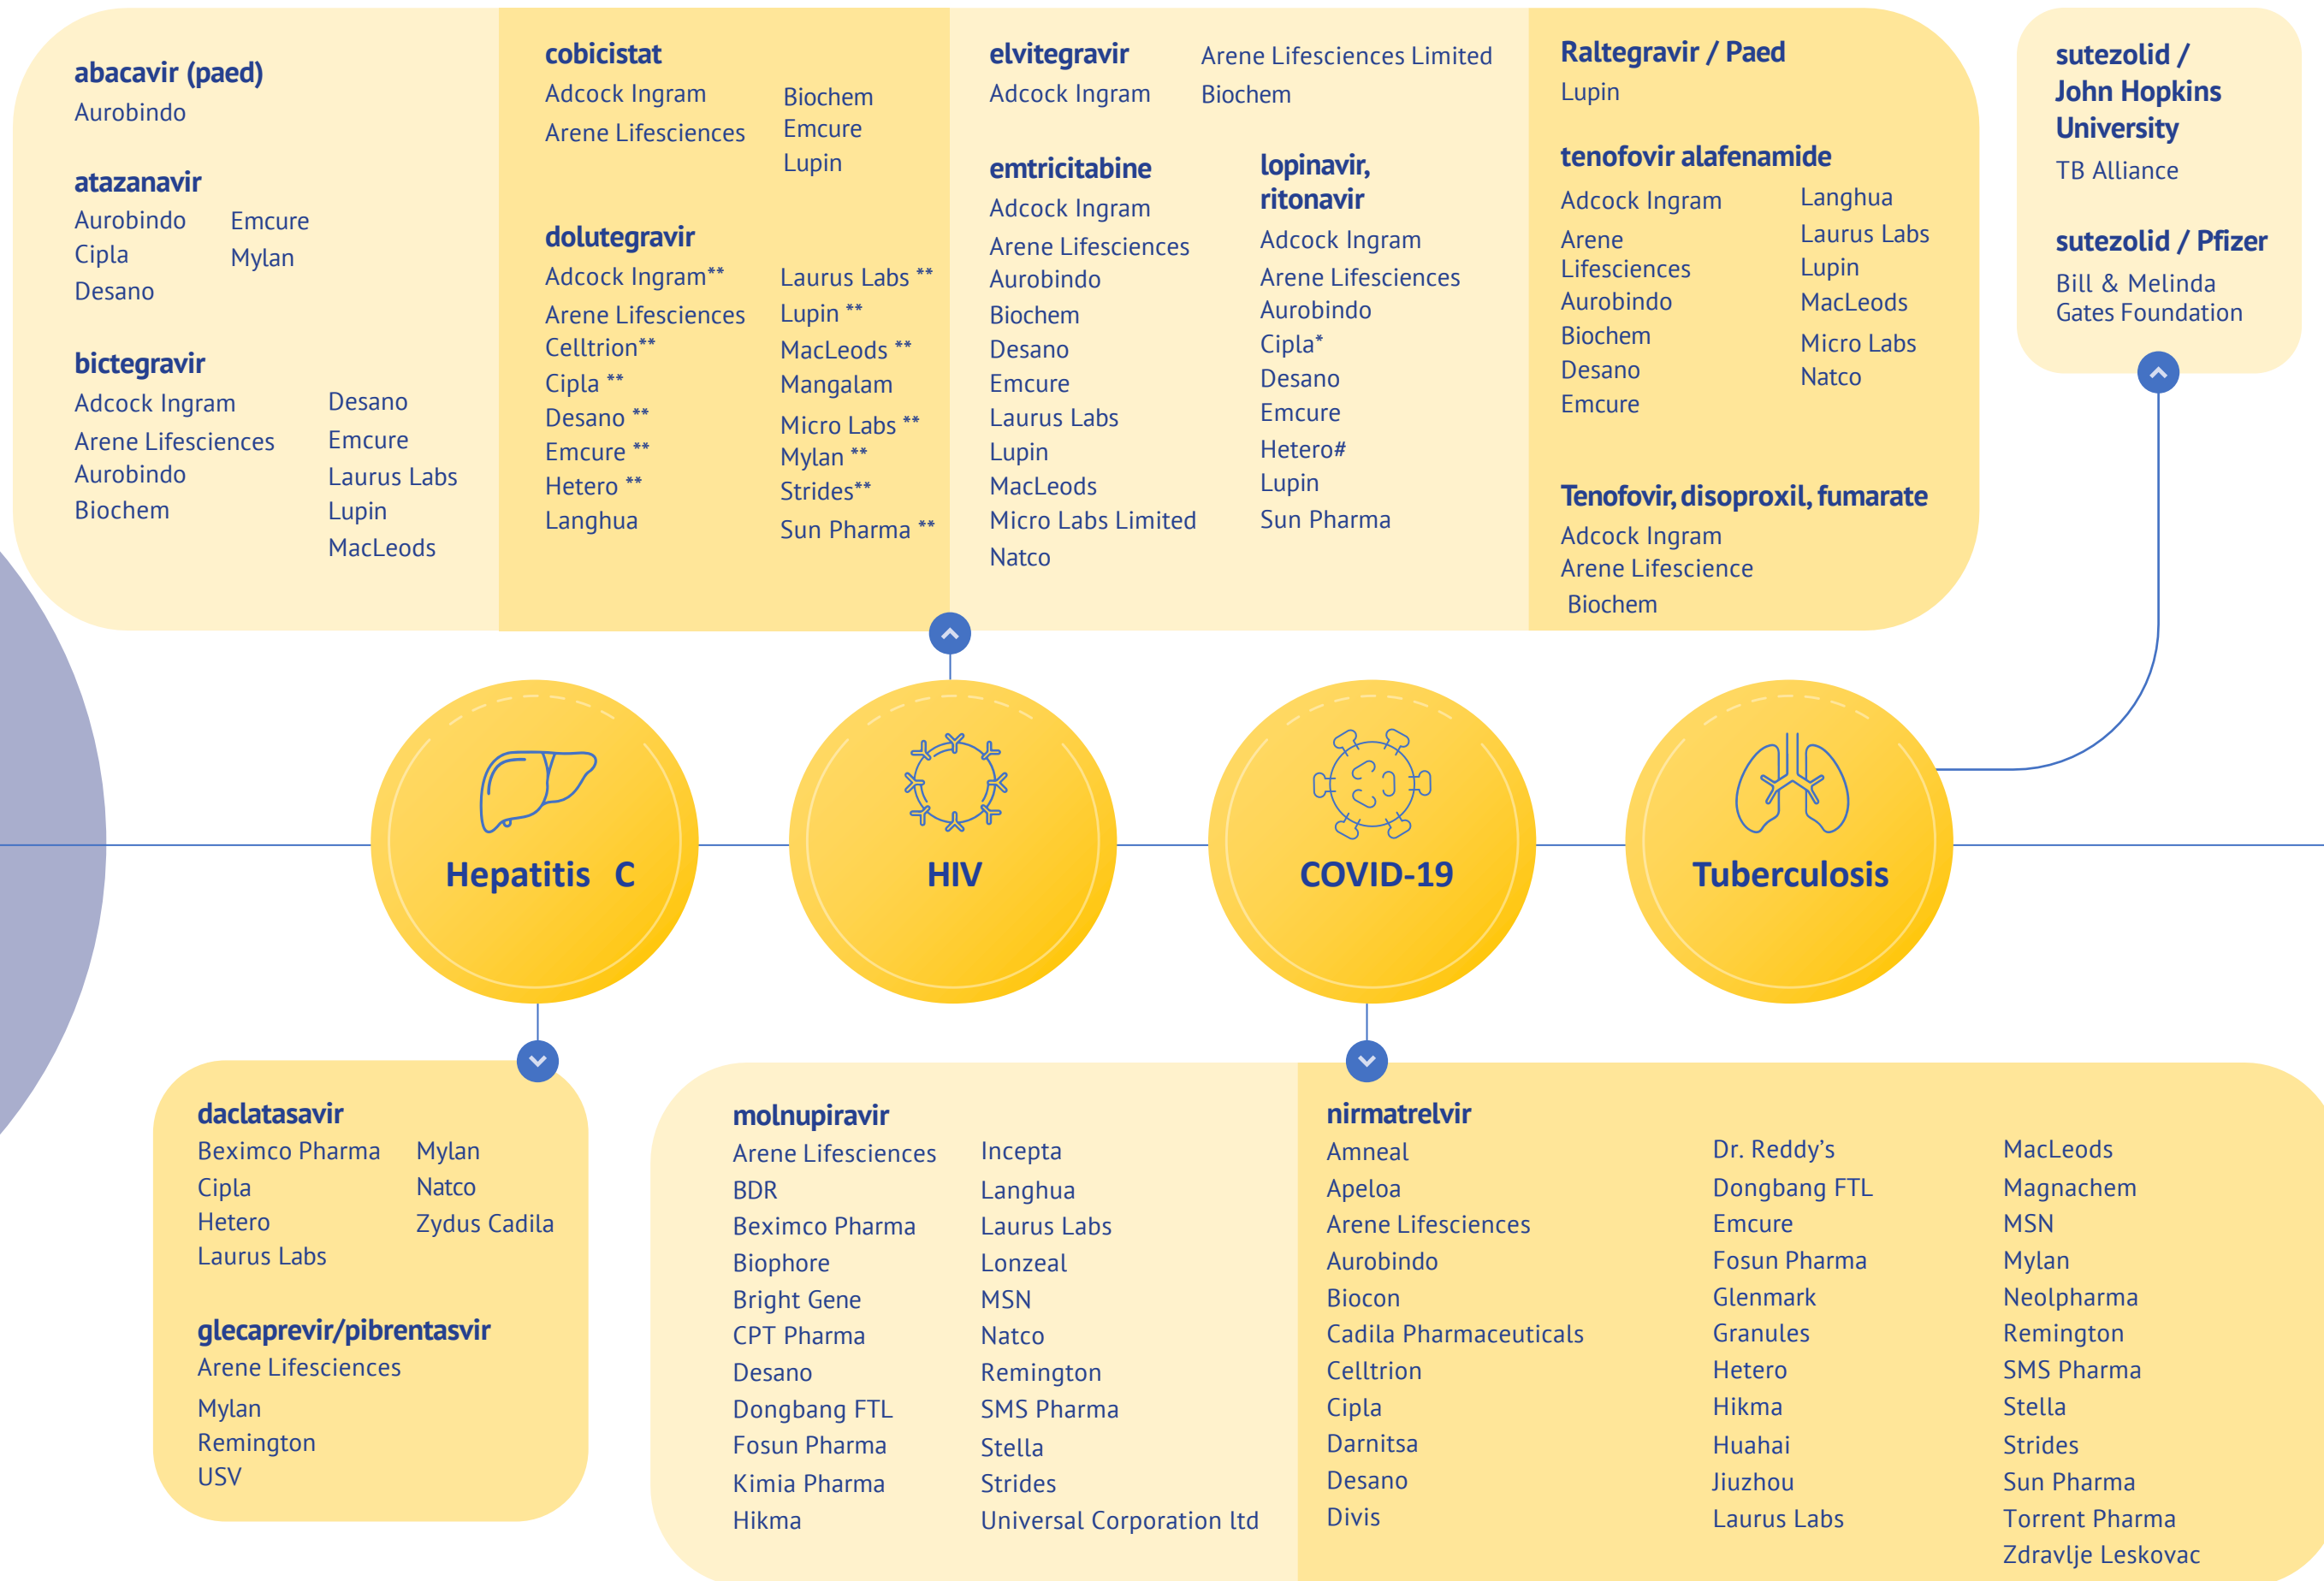 abacavir (paed)
Aurobindo
atazanavir
Aurobindo
Cipla
Desano
Emcure
Mylan
bictegravir
Adcock Ingram
Arene Lifesciences
Aurobindo
Biochem
Desano
Emcure
Laurus Labs
Lupin
MacLeods
cobicistat
Adcock Ingram
Arene Lifesciences
Biochem
Emcure
Lupin
dolutegravir
Adcock Ingram**
Arene Lifesciences
Celltrion**
Cipla **
Desano **
Emcure **
Hetero **
Langhua
Laurus Labs **
Lupin **
MacLeods **
Mangalam
Micro Labs **
Mylan **
Strides**
Sun Pharma **
elvitegravir
Adcock Ingram
Arene Lifesciences Limited
Biochem
emtricitabine
Adcock Ingram
Arene Lifesciences
Aurobindo
Biochem
Desano
Emcure
Laurus Labs
Lupin
MacLeods
Micro Labs Limited
Natco
lopinavir,
ritonavir
Adcock Ingram
Arene Lifesciences
Aurobindo
Cipla*
Desano
Emcure
Hetero#
Lupin
Sun Pharma
Raltegravir / Paed
Lupin
tenofovir alafenamide
Adcock Ingram
Arene
Lifesciences
Aurobindo
Biochem
Desano
Emcure
Langhua
Laurus Labs
Lupin
MacLeods
Micro Labs
Natco
Tenofovir, disoproxil, fumarate
Adcock Ingram
Arene Lifescience
Biochem
sutezolid /
John Hopkins
University
TB Alliance
sutezolid / Pfizer
Bill & Melinda
Gates Foundation
Hepatitis C
HIV
COVID-19
Tuberculosis
daclatasavir
Beximco Pharma
Cipla
Hetero
Laurus Labs
Mylan
Natco
Zydus Cadila
glecaprevir/pibrentasvir
Arene Lifesciences
Mylan
Remington
USV
molnupiravir
Arene Lifesciences
BDR
Beximco Pharma
Biophore
Bright Gene
CPT Pharma
Desano
Dongbang FTL
Fosun Pharma
Kimia Pharma
Hikma
Incepta
Langhua
Laurus Labs
Lonzeal
MSN
Natco
Remington
SMS Pharma
Stella
Strides
Universal Corporation ltd
nirmatrelvir
Amneal
Apeloa
Arene Lifesciences
Aurobindo
Biocon
Cadila Pharmaceuticals
Celltrion
Cipla
Darnitsa
Desano
Divis
Dr. Reddy’s
Dongbang FTL
Emcure
Fosun Pharma
Glenmark
Granules
Hetero
Hikma
Huahai
Jiuzhou
Laurus Labs
MacLeods
Magnachem
MSN
Mylan
Neolpharma
Remington
SMS Pharma
Stella
Strides
Sun Pharma
Torrent Pharma
Zdravlje Leskovac